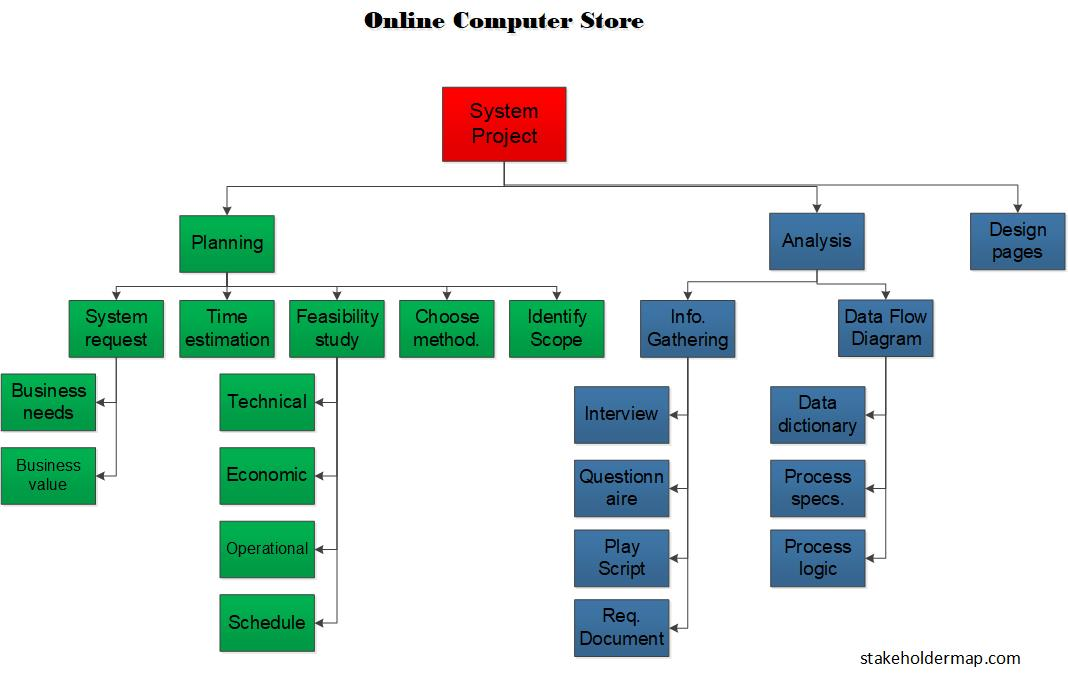 Online Computer Store
System
Project
Planning
Analysis
Design
pages
System
request
Time
estimation
Feasibility
study
Choose
method.
Identify
Scope
Info.
Gathering
Data Flow
Diagram
Business
needs
Business
value
Technical
Economic
Operational
Schedule
Interview
Questionn
aire
Play
Script
Req.
Document
Data
dictionary
Process
specs.
Process
logic
stakeholdermap.com